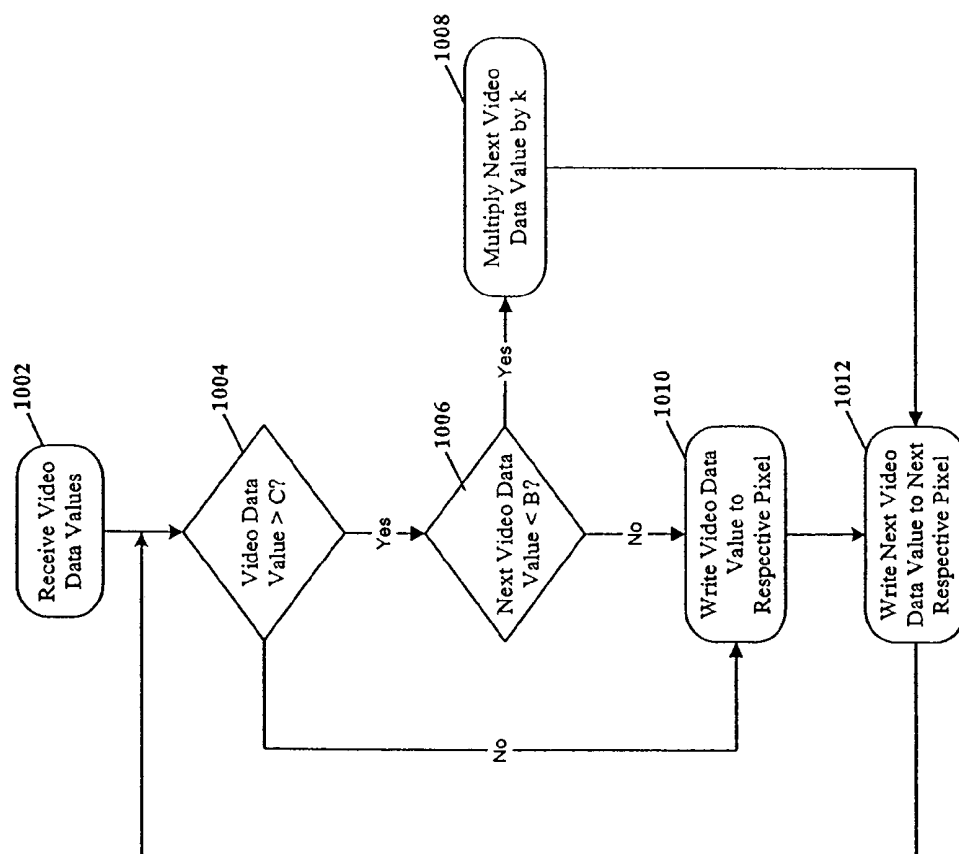 1002
Receive Video
Data Values
1004
Video Data
Value > C?
Yes
No
1006
Next Video Data
Value < B?
Yes
No
1008
Multiply Next Video
Data Value by k
1010
Write Video Data
Value to
Respective Pixel
1012
Write Next Video
Data Value to Next
Respective Pixel